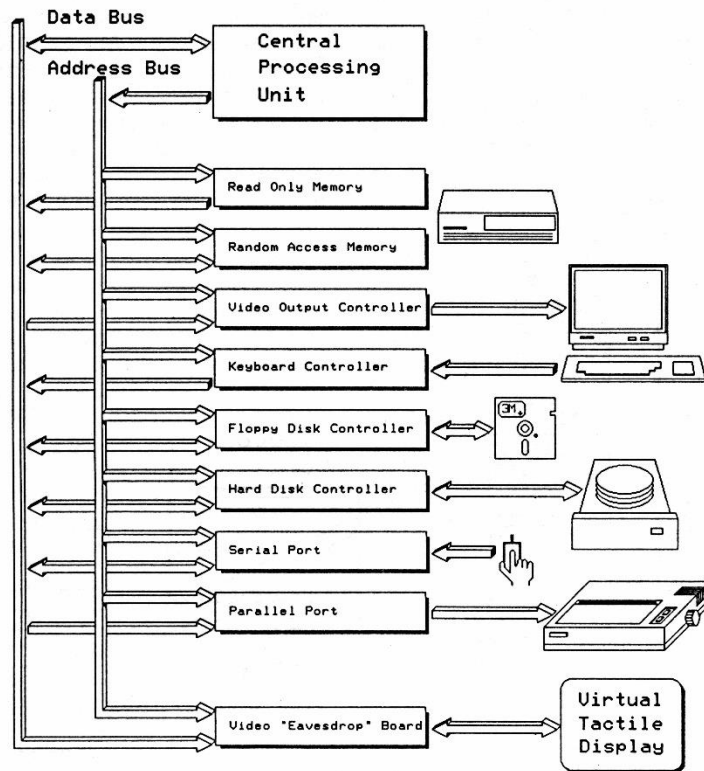 Data Bus
Central
Processing
Unit
Address Bus
Read Only Memory
Random Access Memory
Video Output Controller
Keyboard Controller
3M
Floppy Disk Controller
Hard Disk Controller
Serial Port
Parallel Port
Virtual
Tactile
Display
Video "Eavesdrop" Board